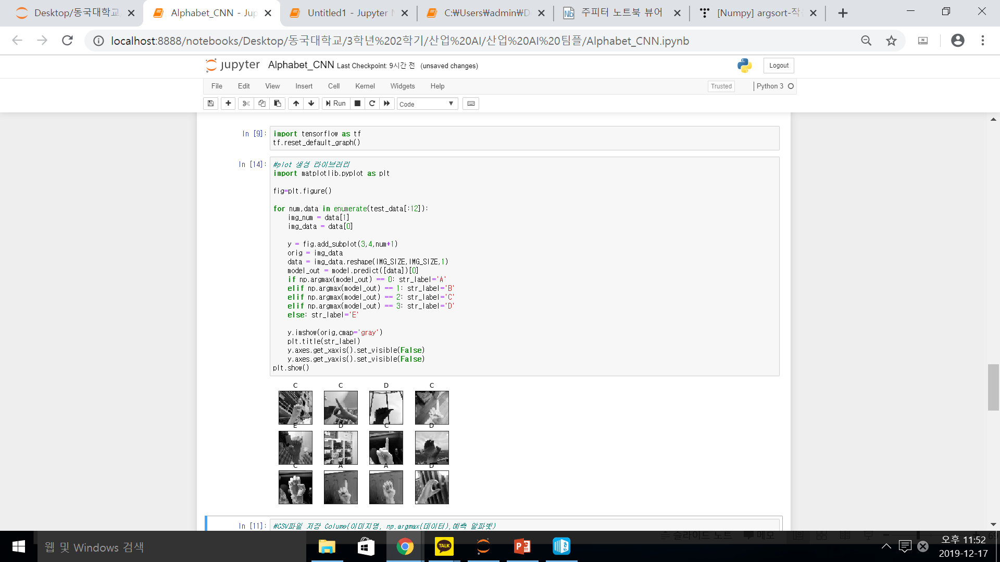 Desktop/동국대학교
Alphabet_CNN - Jup
Untitled1 - Jupyter N
C:₩Users₩admin₩D
주피터 노트북 뷰어
[Numpy] argsort-작
localhost:8888/notebooks/Desktop/동국대학교/3학년%202학기/산업%20AI/산업%20AI%20팀플/Alphabet_CNN.ipynb
jupyter Alphabet_CNN Last Checkpoint: 9시간 전 (unsaved changes)
Logout
File Edit View Insert Cell Kernel Widgets Help
Trusted
Python 3
Run
Code
In [9]:
import tensorflow as tf
tf.reset_default_graph()
In [14]:
#plot 생성 라이브러리
import matplotlib.pyplot as plt
fig=plt.figure()
for num,data in enumerate(test_data[:12]):
    img_num = data[1]
    img_data = data[0]
    y = fig.add_subplot(3,4,num+1)
    orig = img_data
    data = img_data.reshape(IMG_SIZE,IMG_SIZE,1)
    model_out = model.predict([data])[0]
    if np.argmax(model_out) == 0: str_label='A'
    elif np.argmax(model_out) == 1: str_label='B'
    elif np.argmax(model_out) == 2: str_label='C'
    elif np.argmax(model_out) == 3: str_label='D'
    else: str_label='E'
    y.imshow(orig,cmap='gray')
    plt.title(str_label)
    y.axes.get_xaxis().set_visible(False)
    y.axes.get_yaxis().set_visible(False)
plt.show()
C C D C
E D C D
C A A D
In [11]:
#CSV파일 저장 Colume(이미지명, np.argmax(데이터),예측 알파벳)
슬라이드 노트 메모
웹 및 Windows 검색
TALK
오후 11:52
2019-12-17